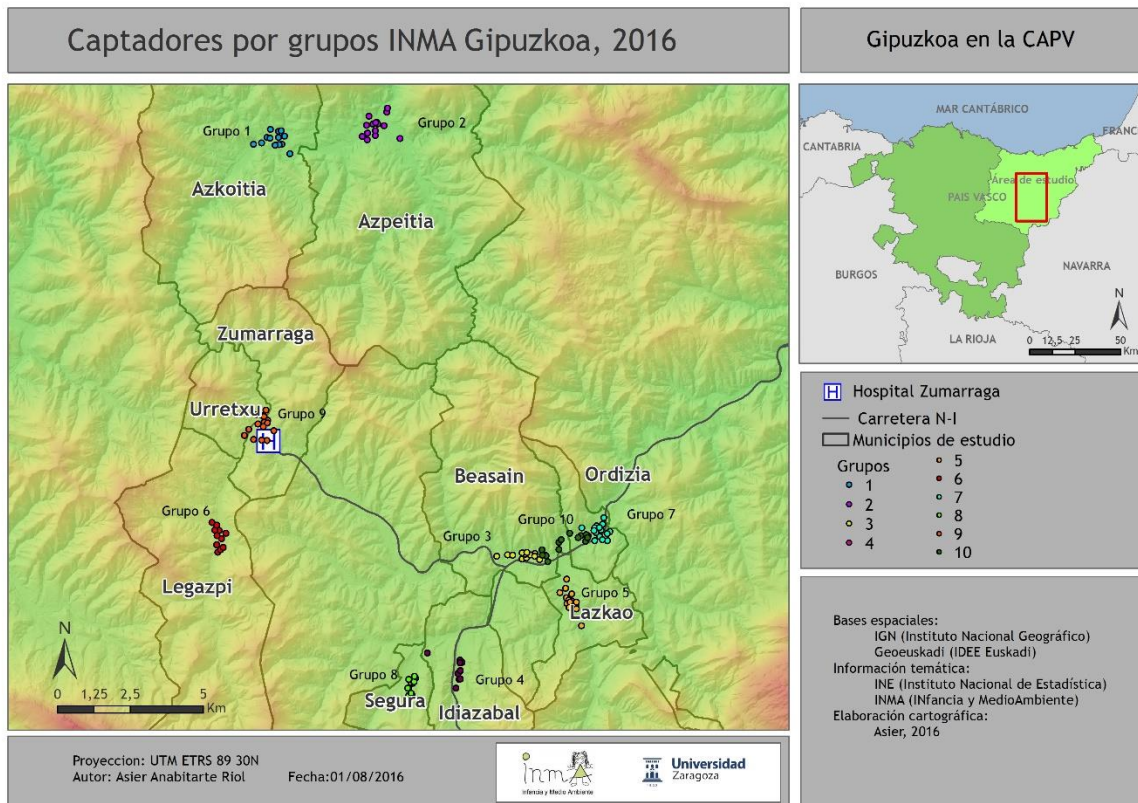 Captadores por grupos INMA Gipuzkoa, 2016
Gipuzkoa en la CAPV
Grupo 1
Grupo 2
Azkoitia
Azpeitia
Zumarraga
Urretxu
Grupo 9
H
Beasain
Ordizia
Grupo 6
Grupo 10
Grupo 7
Grupo 3
Legazpi
Grupo 5
Lazkao
Grupo 8
Grupo 4
Segura
Idiazabal
N
0 1,25 2,5 5
Km
MAR CANTÁBRICO
CANTABRIA
FRANC
Área de estudio
PAIS VASCO
BURGOS
NAVARRA
LA RIOJA
N
0 12,5 25 50
Km
H Hospital Zumarraga
Carretera N-I
Municipios de estudio
Grupos
1
2
3
4
5
6
7
8
9
10
Bases espaciales:
IGN (Instituto Nacional Geográfico)
Geoeuskadi (IDEE Euskadi)
Información temática:
INE (Instituto Nacional de Estadística)
INMA (INfancia y MedioAmbiente)
Elaboración cartográfica:
Asier, 2016
Proyeccion: UTM ETRS 89 30N
Autor: Asier Anabitarte Riol Fecha:01/08/2016
inmA
Infancia y Medio Ambiente
Universidad
Zaragoza